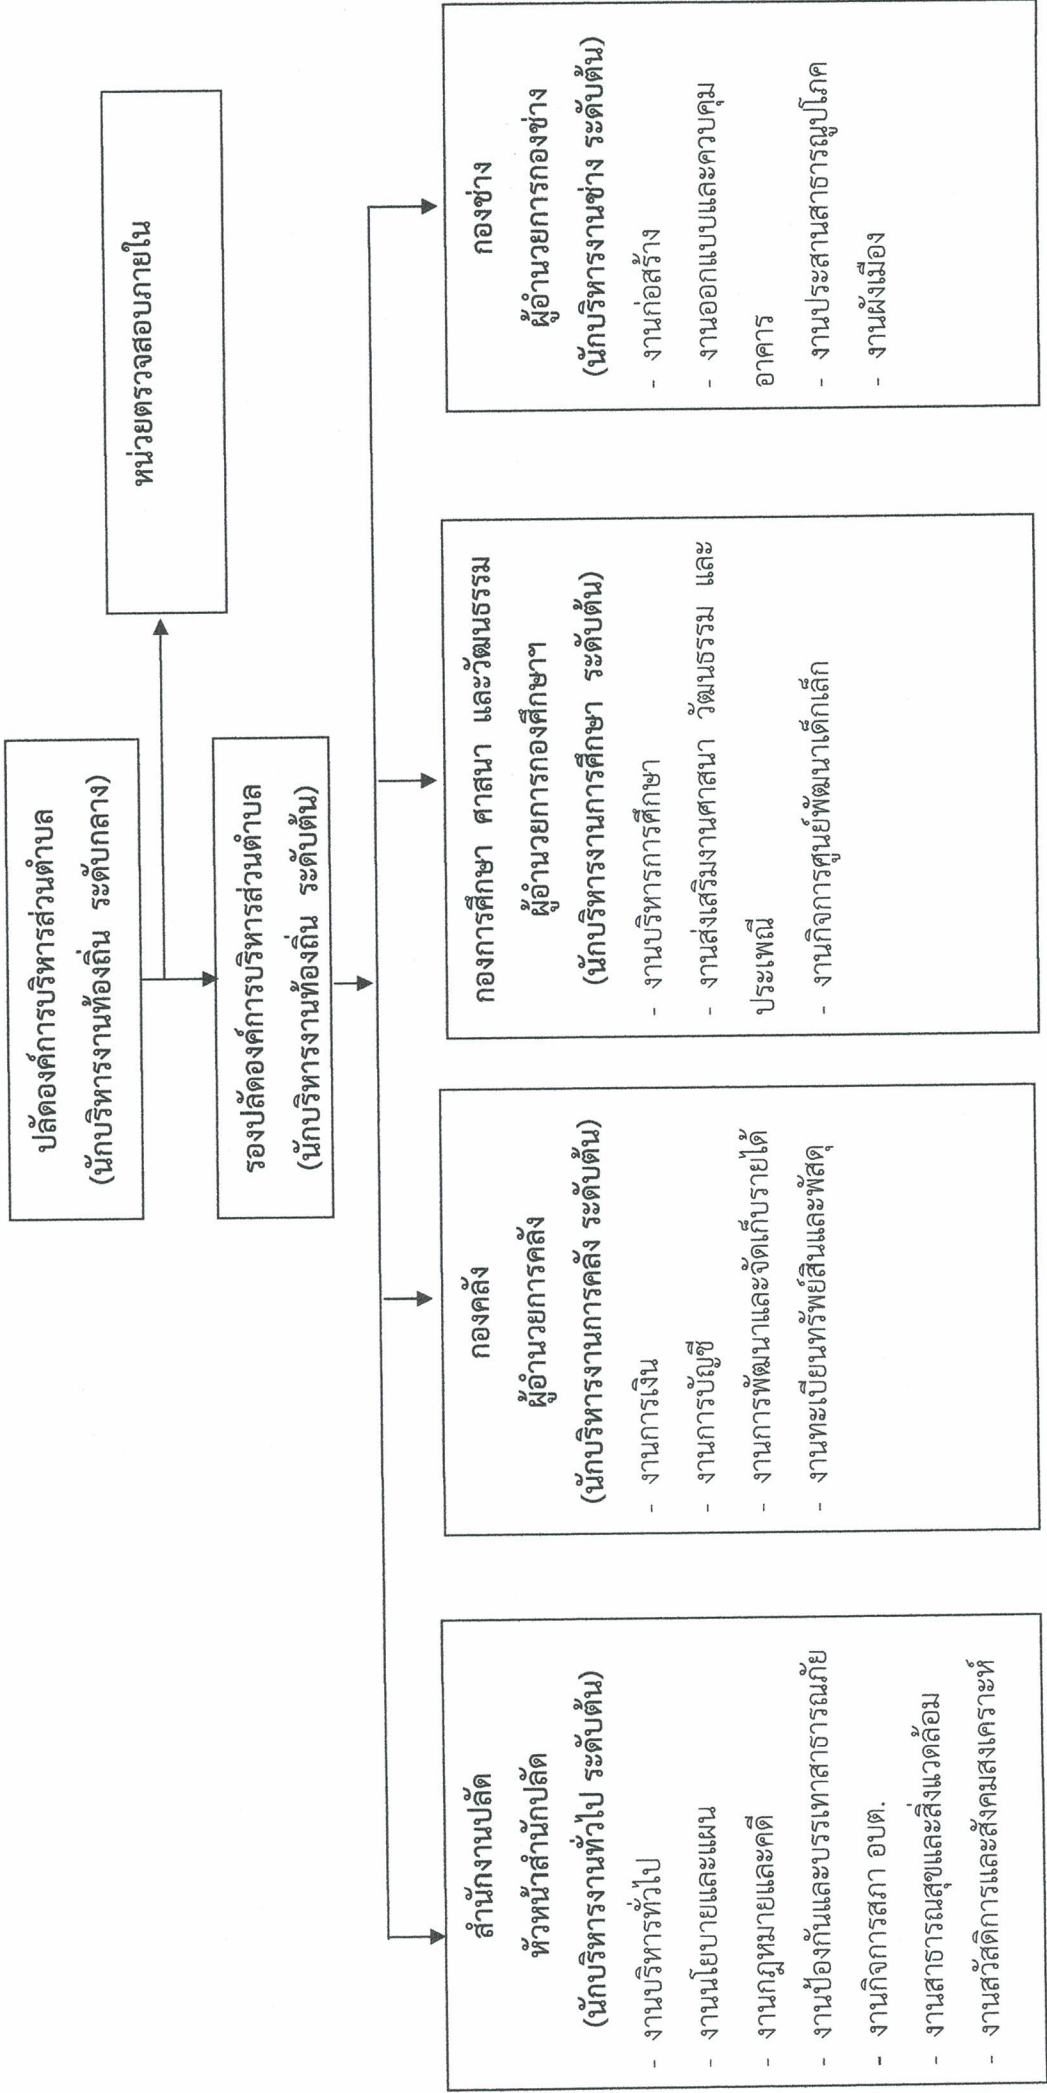 ปลัดองค์การบริหารส่วนตำบล
(นักบริหารงานท้องถิ่น ระดับกลาง)
หน่วยตรวจสอบภายใน
รองปลัดองค์การบริหารส่วนตำบล
(นักบริหารงานท้องถิ่น ระดับต้น)
สำนักงานปลัด
หัวหน้าสำนักปลัด
(นักบริหารงานทั่วไป ระดับต้น)
- งานบริหารทั่วไป
- งานนโยบายและแผน
- งานกฎหมายและคดี
- งานป้องกันและบรรเทาสาธารณภัย
- งานกิจการสภา อบต.
- งานสาธารณสุขและสิ่งแวดล้อม
- งานสวัสดิการและสังคมสงเคราะห์
กองคลัง
ผู้อำนวยการคลัง
(นักบริหารงานการคลัง ระดับต้น)
- งานการเงิน
- งานการบัญชี
- งานการพัฒนาและจัดเก็บรายได้
- งานทะเบียนทรัพย์สินและพัสดุ
กองการศึกษา ศาสนา และวัฒนธรรม
ผู้อำนวยการกองศึกษาฯ
(นักบริหารงานการศึกษา ระดับต้น)
- งานบริหารการศึกษา
- งานส่งเสริมงานศาสนา วัฒนธรรม และ
ประเพณี
- งานกิจการศูนย์พัฒนาเด็กเล็ก
กองช่าง
ผู้อำนวยการกองช่าง
(นักบริหารงานช่าง ระดับต้น)
- งานก่อสร้าง
- งานออกแบบและควบคุม
อาคาร
- งานประสานสาธารณูปโภค
- งานผังเมือง